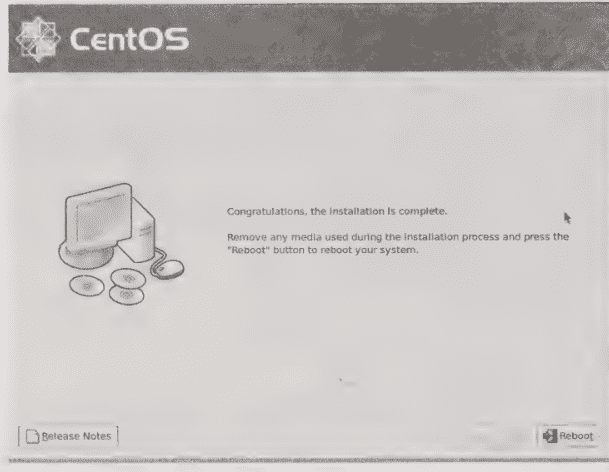 CentOS
Congratulations, the installation is complete.
Remove any media used during the installation process and press the
"Reboot" button to reboot your system.
Release Notes
Reboot